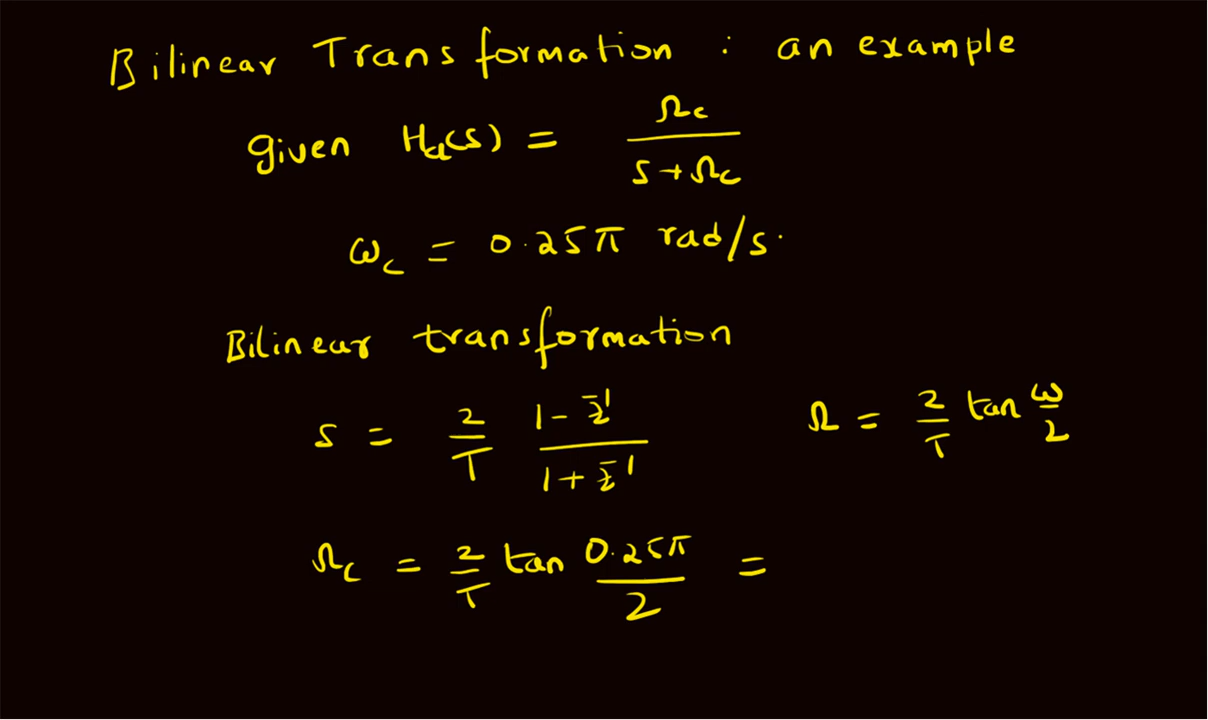 Bilinear Transformation : an example
given Ha(s) = Ωc / (s + Ωc)
ωc = 0.25π rad/s.
Bilinear transformation
s = 2/T (1 - z⁻¹)/(1 + z⁻¹) Ω = 2/T tan ω/2
Ωc = 2/T tan 0.25π/2 =